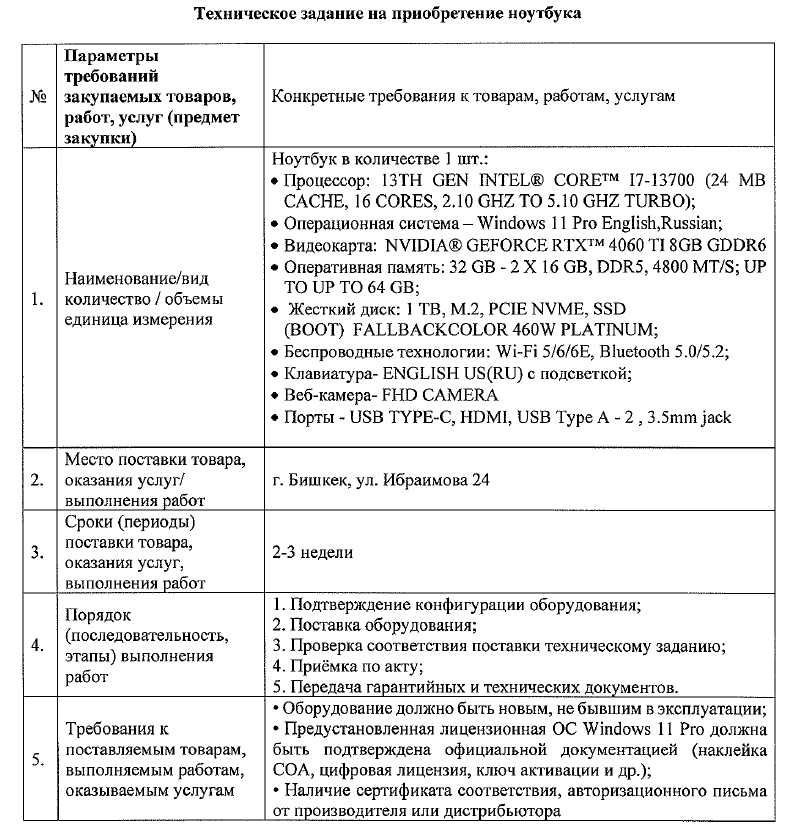 Техническое задание на приобретение ноутбука
№
Параметры
требований
закупаемых товаров,
работ, услуг (предмет
закупки)
Конкретные требования к товарам, работам, услугам
1.
Наименование/вид
количество / объемы
единица измерения
Ноутбук в количестве 1 шт.:
• Процессор: 13TH GEN INTEL® CORE™ I7-13700 (24 MB
CACHE, 16 CORES, 2.10 GHZ TO 5.10 GHZ TURBO);
• Операционная система – Windows 11 Pro English,Russian;
• Видеокарта: NVIDIA® GEFORCE RTX™ 4060 TI 8GB GDDR6
• Оперативная память: 32 GB - 2 X 16 GB, DDR5, 4800 MT/S; UP
TO UP TO 64 GB;
• Жесткий диск: 1 TB, M.2, PCIE NVME, SSD
(BOOT) FALLBACKCOLOR 460W PLATINUM;
• Беспроводные технологии: Wi-Fi 5/6/6E, Bluetooth 5.0/5.2;
• Клавиатура- ENGLISH US(RU) с подсветкой;
• Веб-камера- FHD CAMERA
• Порты - USB TYPE-C, HDMI, USB Type A - 2 , 3.5mm jack
2.
Место поставки товара,
оказания услуг/
выполнения работ
г. Бишкек, ул. Ибраимова 24
3.
Сроки (периоды)
поставки товара,
оказания услуг,
выполнения работ
2-3 недели
4.
Порядок
(последовательность,
этапы) выполнения
работ
1. Подтверждение конфигурации оборудования;
2. Поставка оборудования;
3. Проверка соответствия поставки техническому заданию;
4. Приёмка по акту;
5. Передача гарантийных и технических документов.
5.
Требования к
поставляемым товарам,
выполняемым работам,
оказываемым услугам
• Оборудование должно быть новым, не бывшим в эксплуатации;
• Предустановленная лицензионная ОС Windows 11 Pro должна
быть подтверждена официальной документацией (наклейка
COA, цифровая лицензия, ключ активации и др.);
• Наличие сертификата соответствия, авторизационного письма
от производителя или дистрибьютора